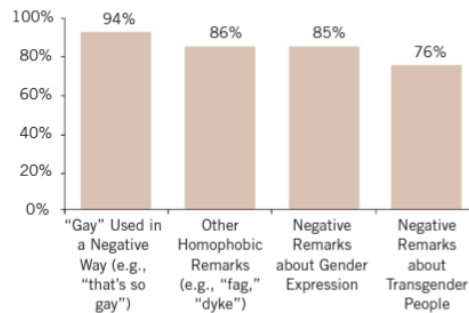 100%
80%
60%
40%
20%
0%
94%
86%
85%
76%
“Gay” Used in
a Negative
Way (e.g.,
“that’s so
gay”)
Other
Homophobic
Remarks
(e.g., “fag,”
“dyke”)
Negative
Remarks
about Gender
Expression
Negative
Remarks
about
Transgender
People